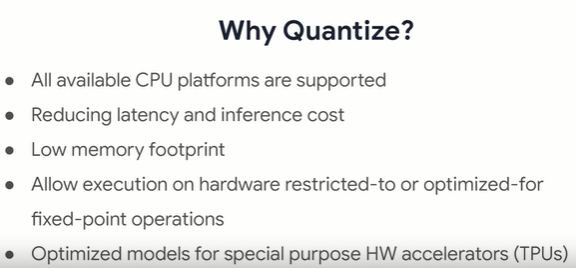 Why Quantize?
● All available CPU platforms are supported
● Reducing latency and inference cost
● Low memory footprint
● Allow execution on hardware restricted-to or optimized-for
fixed-point operations
● Optimized models for special purpose HW accelerators (TPUs)